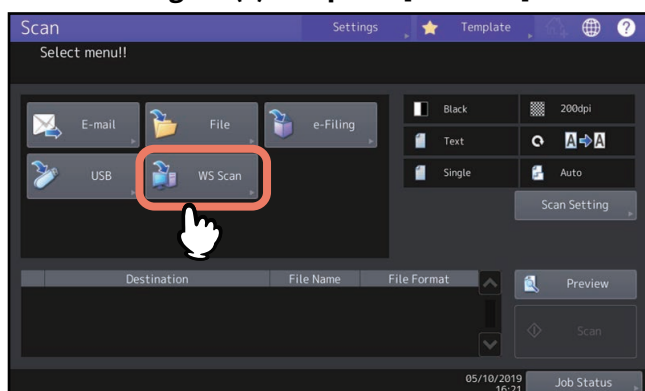 Scan Settings Template ?
Select menu!!
E-mail File e-Filing
USB WS Scan
Black 200dpi
Text A A
Single Auto
Scan Setting
Destination File Name File Format
Preview
Scan
05/10/2019
16:21
Job Status